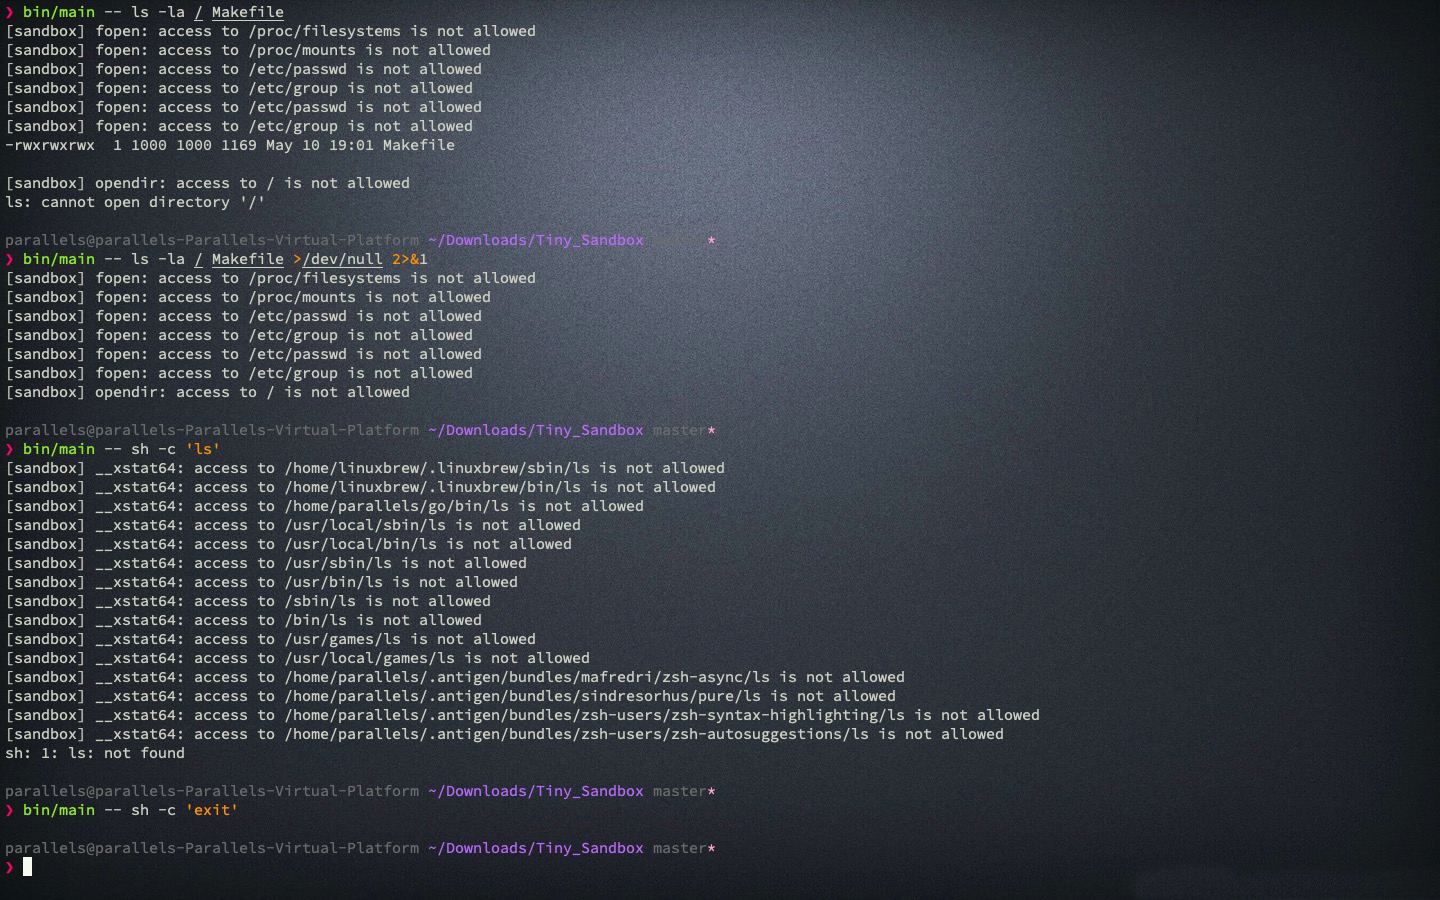 ❯ bin/main -- ls -la / Makefile
[sandbox] fopen: access to /proc/filesystems is not allowed
[sandbox] fopen: access to /proc/mounts is not allowed
[sandbox] fopen: access to /etc/passwd is not allowed
[sandbox] fopen: access to /etc/group is not allowed
[sandbox] fopen: access to /etc/passwd is not allowed
[sandbox] fopen: access to /etc/group is not allowed
-rwxrwxrwx  1 1000 1000 1169 May 10 19:01 Makefile

[sandbox] opendir: access to / is not allowed
ls: cannot open directory '/'

parallels@parallels-Parallels-Virtual-Platform ~/Downloads/Tiny_Sandbox master*
❯ bin/main -- ls -la / Makefile >/dev/null 2>&1
[sandbox] fopen: access to /proc/filesystems is not allowed
[sandbox] fopen: access to /proc/mounts is not allowed
[sandbox] fopen: access to /etc/passwd is not allowed
[sandbox] fopen: access to /etc/group is not allowed
[sandbox] fopen: access to /etc/passwd is not allowed
[sandbox] fopen: access to /etc/group is not allowed
[sandbox] opendir: access to / is not allowed

parallels@parallels-Parallels-Virtual-Platform ~/Downloads/Tiny_Sandbox master*
❯ bin/main -- sh -c 'ls'
[sandbox] __xstat64: access to /home/linuxbrew/.linuxbrew/sbin/ls is not allowed
[sandbox] __xstat64: access to /home/linuxbrew/.linuxbrew/bin/ls is not allowed
[sandbox] __xstat64: access to /home/parallels/go/bin/ls is not allowed
[sandbox] __xstat64: access to /usr/local/sbin/ls is not allowed
[sandbox] __xstat64: access to /usr/local/bin/ls is not allowed
[sandbox] __xstat64: access to /usr/sbin/ls is not allowed
[sandbox] __xstat64: access to /usr/bin/ls is not allowed
[sandbox] __xstat64: access to /sbin/ls is not allowed
[sandbox] __xstat64: access to /bin/ls is not allowed
[sandbox] __xstat64: access to /usr/games/ls is not allowed
[sandbox] __xstat64: access to /usr/local/games/ls is not allowed
[sandbox] __xstat64: access to /home/parallels/.antigen/bundles/mafredri/zsh-async/ls is not allowed
[sandbox] __xstat64: access to /home/parallels/.antigen/bundles/sindresorhus/pure/ls is not allowed
[sandbox] __xstat64: access to /home/parallels/.antigen/bundles/zsh-users/zsh-syntax-highlighting/ls is not allowed
[sandbox] __xstat64: access to /home/parallels/.antigen/bundles/zsh-users/zsh-autosuggestions/ls is not allowed
sh: 1: ls: not found

parallels@parallels-Parallels-Virtual-Platform ~/Downloads/Tiny_Sandbox master*
❯ bin/main -- sh -c 'exit'

parallels@parallels-Parallels-Virtual-Platform ~/Downloads/Tiny_Sandbox master*
❯